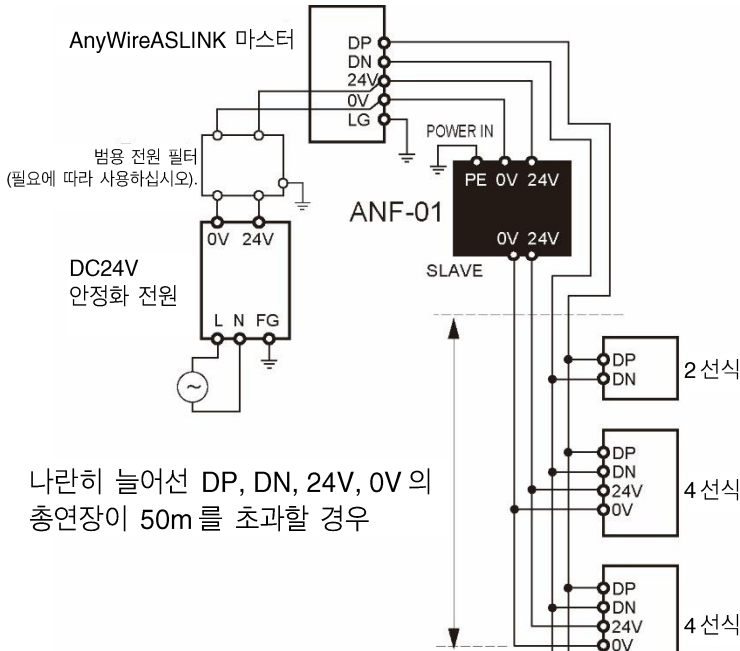 AnyWireASLINK 마스터
DP
DN
24V
0V
LG
범용 전원 필터
(필요에 따라 사용하십시오).
POWER IN
PE 0V 24V
ANF-01
0V 24V
SLAVE
0V 24V
DC24V
안정화 전원
L N FG
~
DP
DN
2선식
나란히 늘어선 DP, DN, 24V, 0V 의
총연장이 50m 를 초과할 경우
DP
DN
24V
0V
4선식
DP
DN
24V
0V
4선식